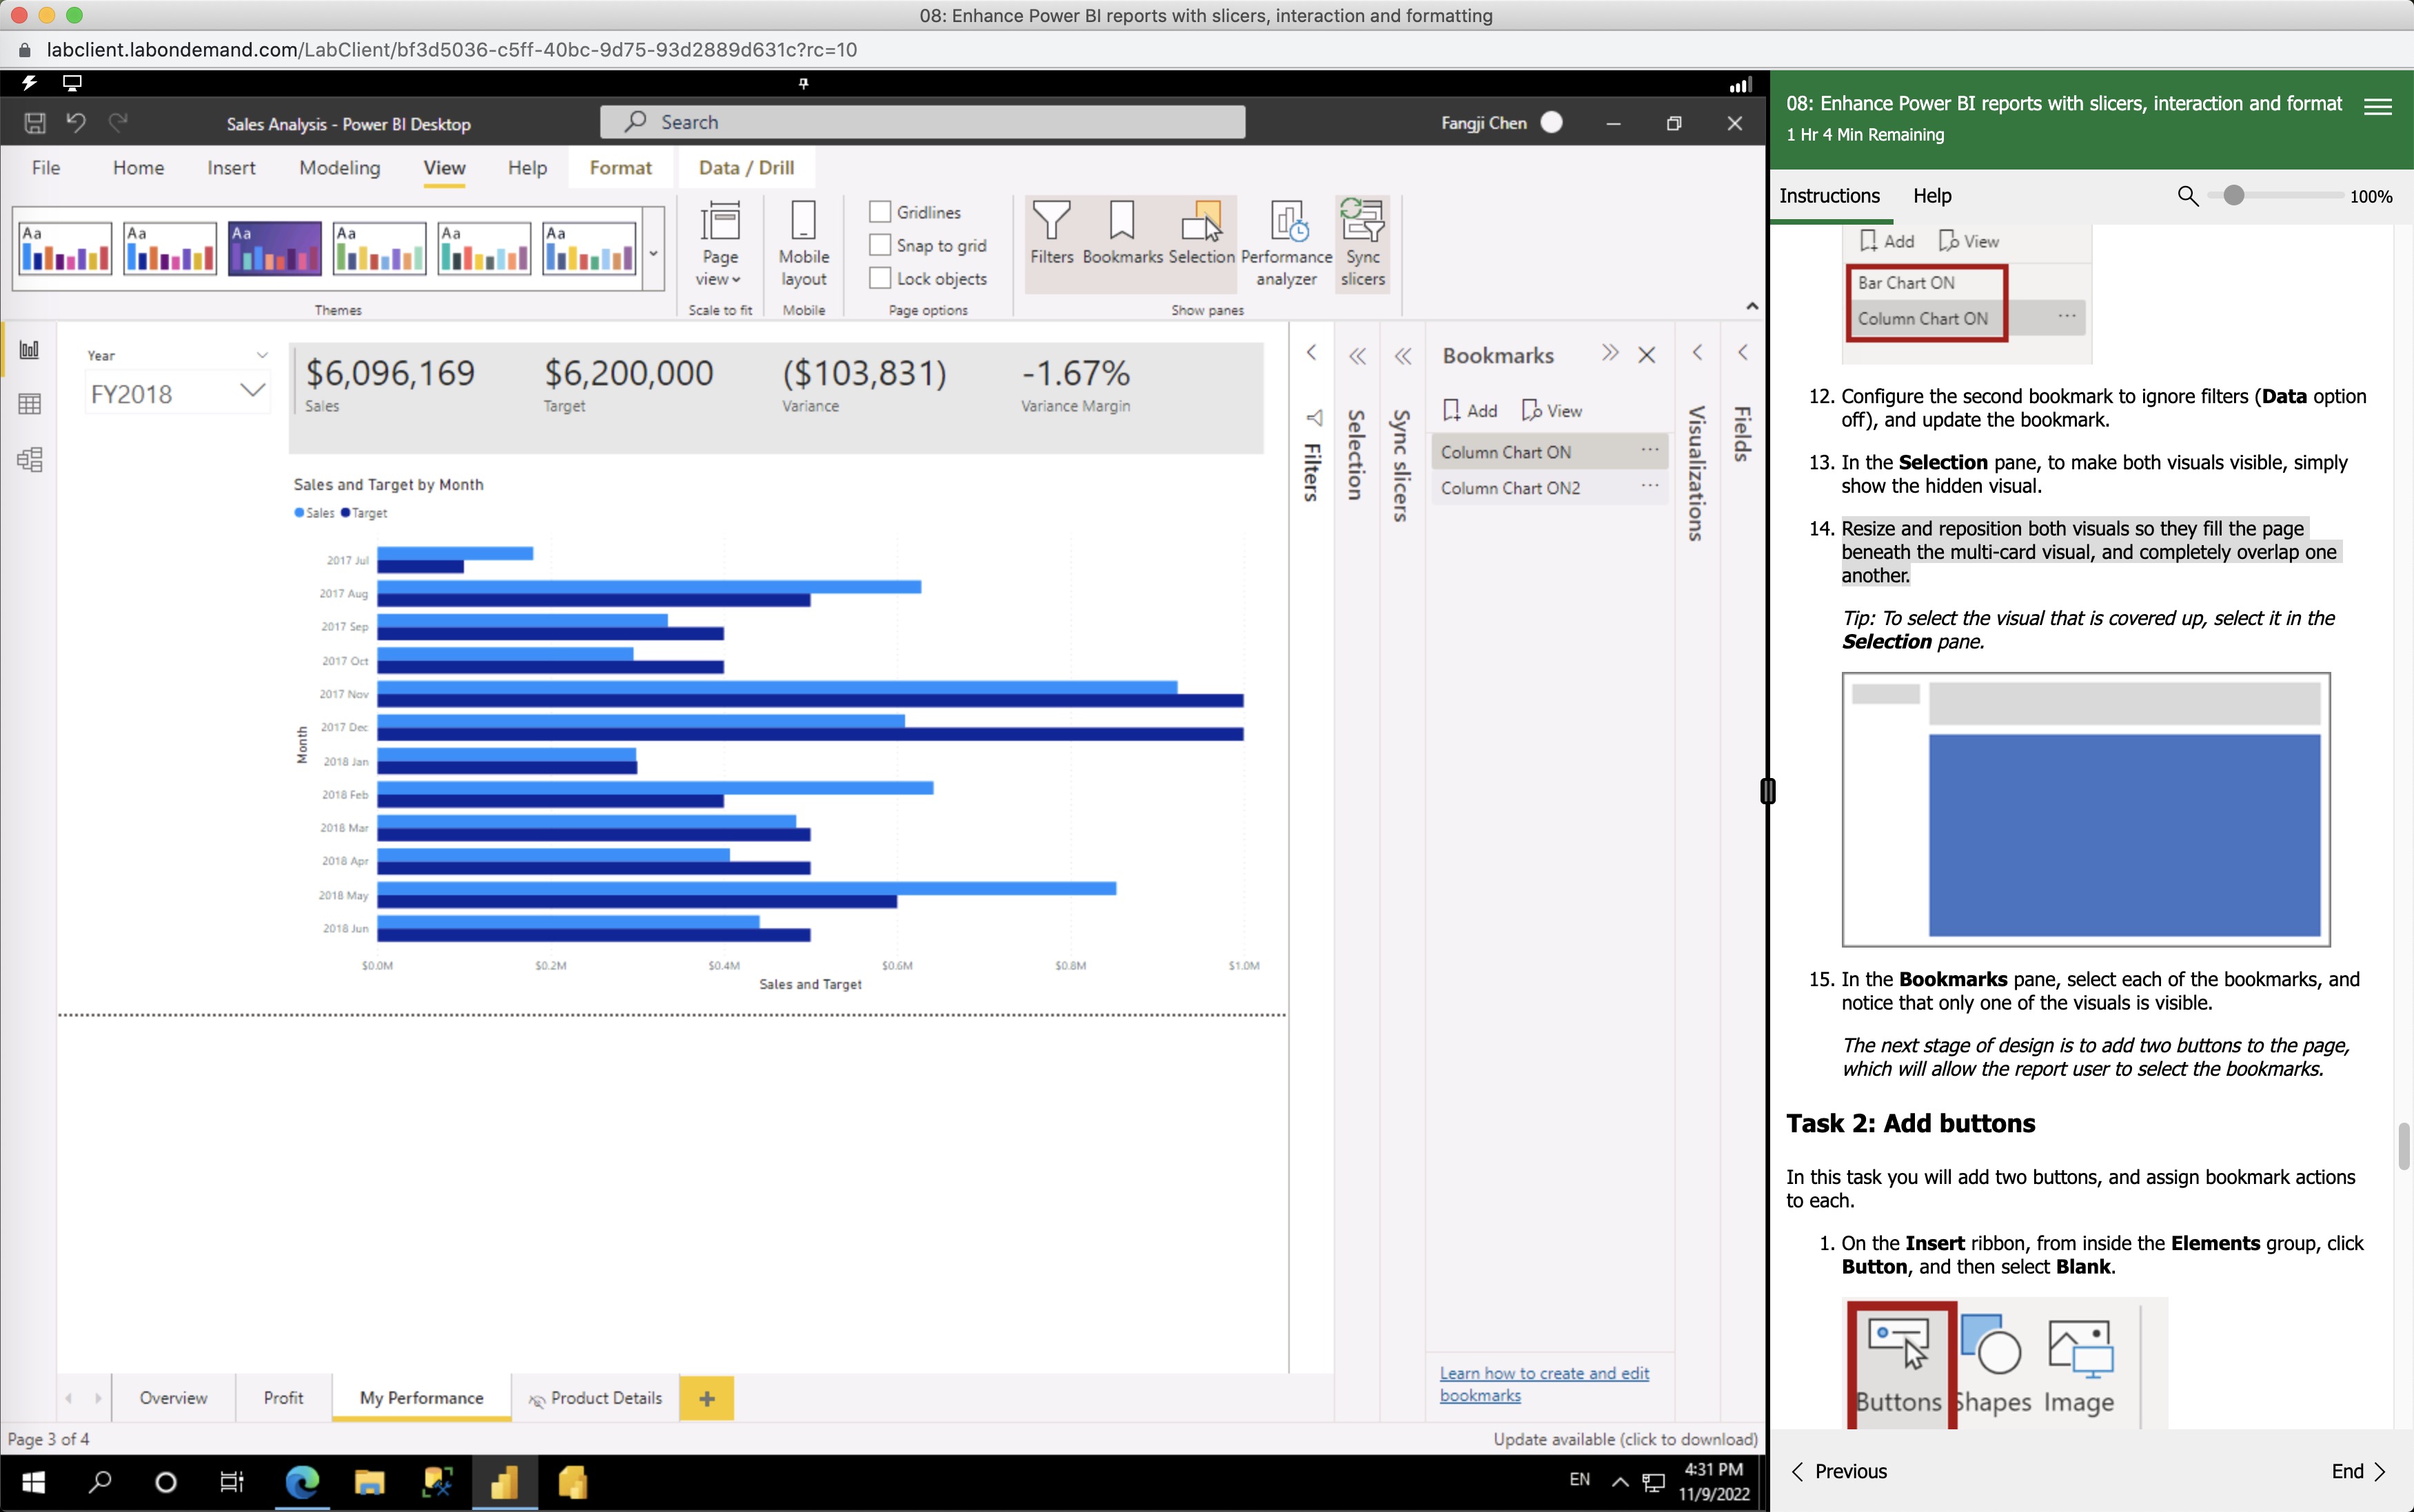 08: Enhance Power BI reports with slicers, interaction and formatting
labclient.labondemand.com/LabClient/bf3d5036-c5ff-40bc-9d75-93d2889d631c?rc=10
Sales Analysis - Power BI Desktop
Search
Fangji Chen
File Home Insert Modeling View Help Format Data / Drill
Aa Aa Aa Aa Aa Aa
Themes
Page view
Scale to fit
Mobile layout
Mobile
Gridlines
Snap to grid
Lock objects
Page options
Filters
Bookmarks
Selection
Performance analyzer
Sync slicers
Show panes
Year
FY2018
$6,096,169
Sales
$6,200,000
Target
($103,831)
Variance
-1.67%
Variance Margin
Sales and Target by Month
Sales Target
Month
2017 Jul
2017 Aug
2017 Sep
2017 Oct
2017 Nov
2017 Dec
2018 Jan
2018 Feb
2018 Mar
2018 Apr
2018 May
2018 Jun
$0.0M $0.2M $0.4M $0.6M $0.8M $1.0M
Sales and Target
Filters
Selection
Sync slicers
Bookmarks
Add View
Column Chart ON
Column Chart ON2
Learn how to create and edit
bookmarks
Visualizations
Fields
Overview Profit My Performance Product Details
Page 3 of 4
Update available (click to download)
EN
4:31 PM
11/9/2022
08: Enhance Power BI reports with slicers, interaction and format
1 Hr 4 Min Remaining
Instructions Help
100%
Add View
Bar Chart ON
Column Chart ON
12. Configure the second bookmark to ignore filters (Data option
off), and update the bookmark.
13. In the Selection pane, to make both visuals visible, simply
show the hidden visual.
14. Resize and reposition both visuals so they fill the page
beneath the multi-card visual, and completely overlap one
another.
Tip: To select the visual that is covered up, select it in the
Selection pane.
15. In the Bookmarks pane, select each of the bookmarks, and
notice that only one of the visuals is visible.
The next stage of design is to add two buttons to the page,
which will allow the report user to select the bookmarks.
Task 2: Add buttons
In this task you will add two buttons, and assign bookmark actions
to each.
1. On the Insert ribbon, from inside the Elements group, click
Button, and then select Blank.
Buttons Shapes Image
Previous
End